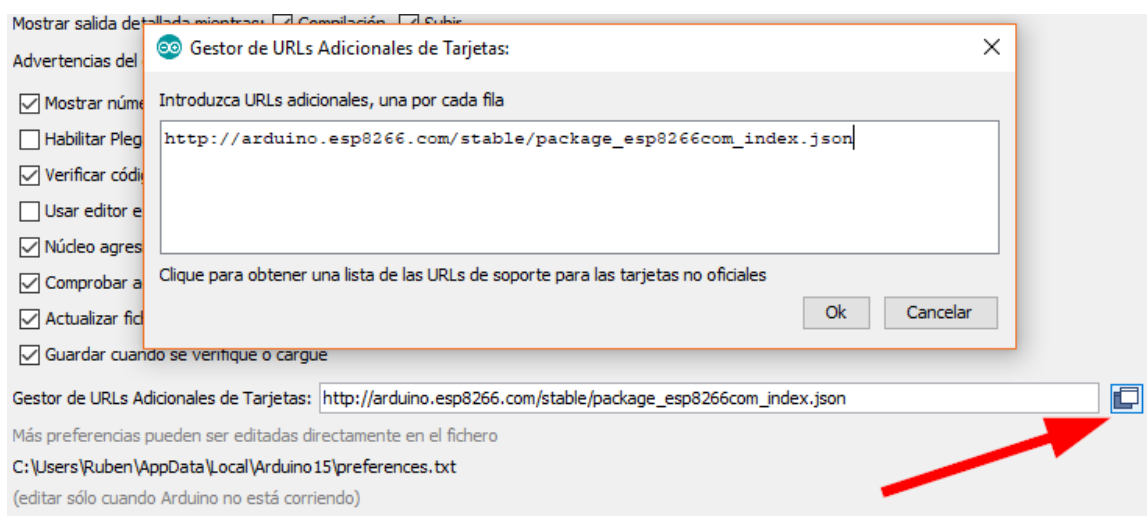 Mostrar salida detallada mientras: Compilación Subir
Gestor de URLs Adicionales de Tarjetas:
Advertencias del
Introduzca URLs adicionales, una por cada fila
Mostrar núme
http://arduino.esp8266.com/stable/package_esp8266com_index.json
Habilitar Pleg
Verificar códi
Usar editor e
Núcleo agres
Clique para obtener una lista de las URLs de soporte para las tarjetas no oficiales
Comprobar a
Ok Cancelar
Actualizar fic
Guardar cuando se verifique o cargue
Gestor de URLs Adicionales de Tarjetas: http://arduino.esp8266.com/stable/package_esp8266com_index.json
Más preferencias pueden ser editadas directamente en el fichero
C:\Users\Ruben\AppData\Local\Arduino15\preferences.txt
(editar sólo cuando Arduino no está corriendo)